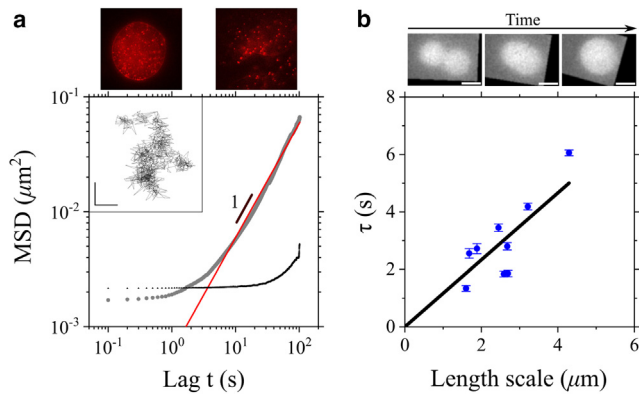 a
10⁻¹
10⁻²
10⁻³
MSD (μm²)
1
10⁻¹ 10⁰ 10¹ 10²
Lag t (s)
b
Time
8
6
4
2
0
τ (s)
0 2 4 6
Length scale (μm)